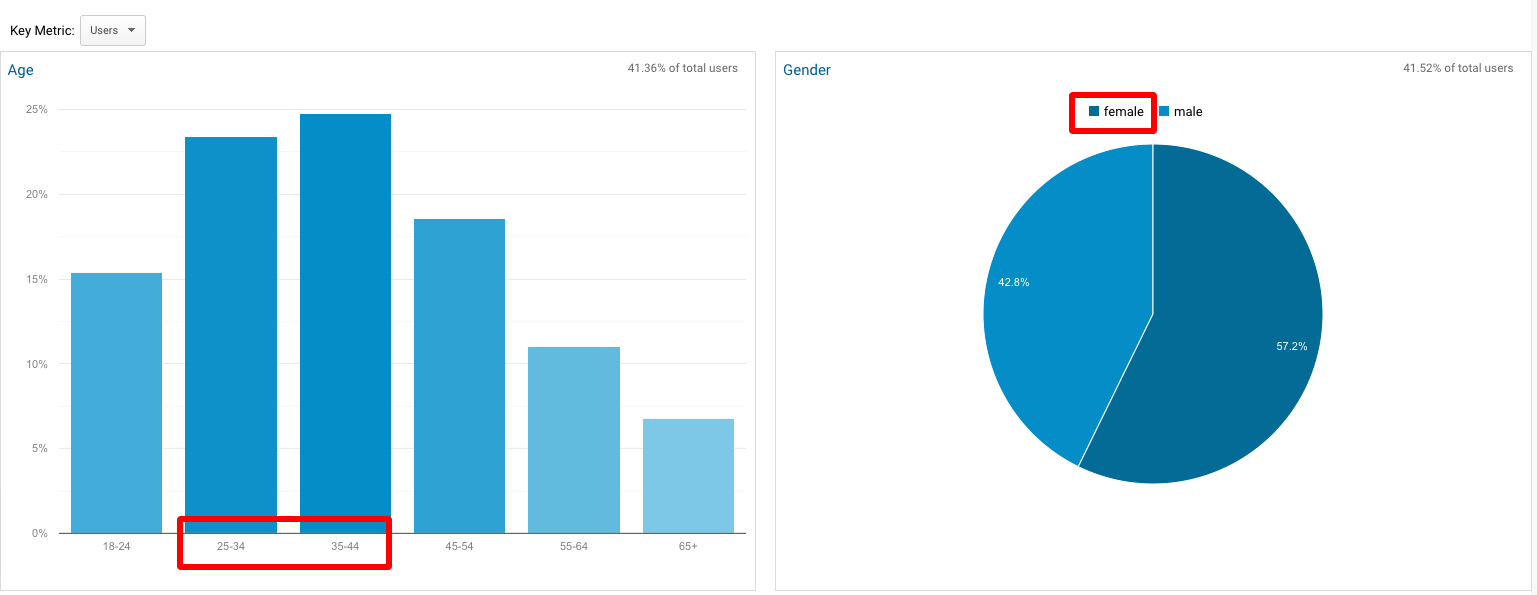 Key Metric: Users
Age
41.36% of total users
25%
20%
15%
10%
5%
0%
18-24 25-34 35-44 45-54 55-64 65+
Gender
41.52% of total users
female male
42.8%
57.2%